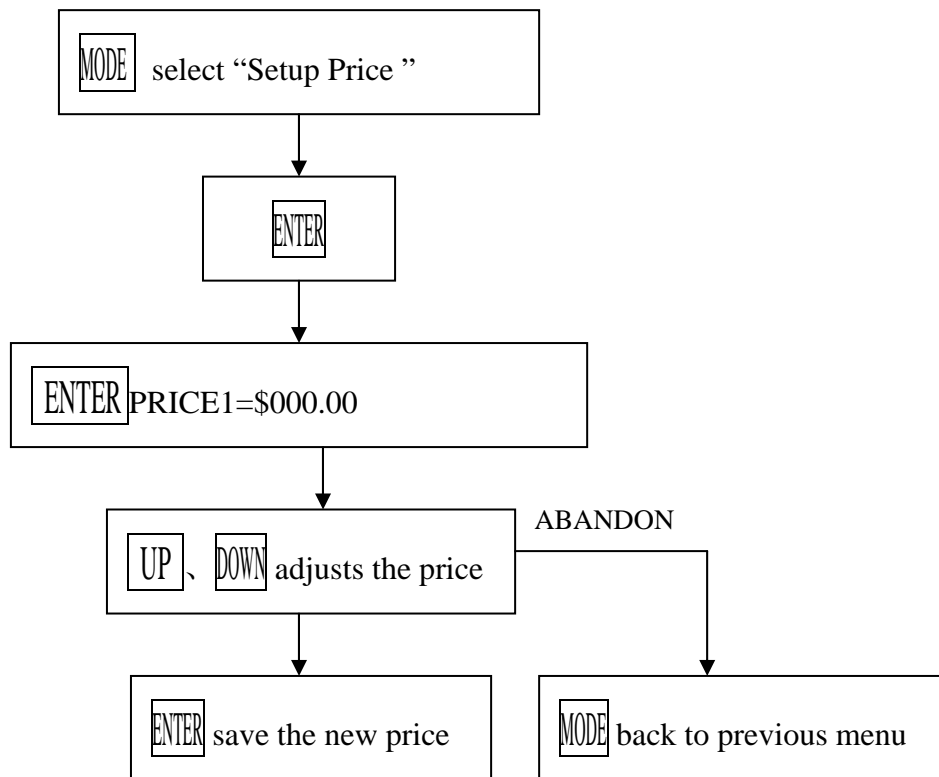 MODE select “Setup Price ”
ENTER
ENTER PRICE1=$000.00
ABANDON
UP、DOWN adjusts the price
ENTER save the new price
MODE back to previous menu